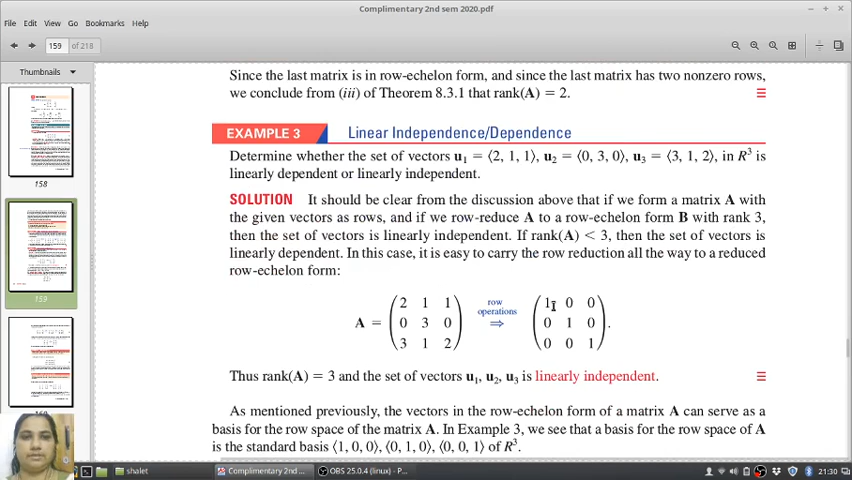 Complimentary 2nd sem 2020.pdf
File Edit View Go Bookmarks Help
159 of 218
Thumbnails
158
159
Since the last matrix is in row-echelon form, and since the last matrix has two nonzero rows,
we conclude from (iii) of Theorem 8.3.1 that rank(A) = 2.
EXAMPLE 3 Linear Independence/Dependence
Determine whether the set of vectors u1 = ⟨2, 1, 1⟩, u2 = ⟨0, 3, 0⟩, u3 = ⟨3, 1, 2⟩, in R³ is
linearly dependent or linearly independent.
SOLUTION It should be clear from the discussion above that if we form a matrix A with
the given vectors as rows, and if we row-reduce A to a row-echelon form B with rank 3,
then the set of vectors is linearly independent. If rank(A) < 3, then the set of vectors is
linearly dependent. In this case, it is easy to carry the row reduction all the way to a reduced
row-echelon form:
2 1 1 row 1 0 0
A = 0 3 0 operations ⇒ 0 1 0 .
3 1 2 0 0 1
Thus rank(A) = 3 and the set of vectors u1, u2, u3 is linearly independent.
As mentioned previously, the vectors in the row-echelon form of a matrix A can serve as a
basis for the row space of the matrix A. In Example 3, we see that a basis for the row space of A
is the standard basis ⟨1, 0, 0⟩, ⟨0, 1, 0⟩, ⟨0, 0, 1⟩ of R³.
shalet Complimentary 2nd ... OBS 25.0.4 (linux) - P... 21:30